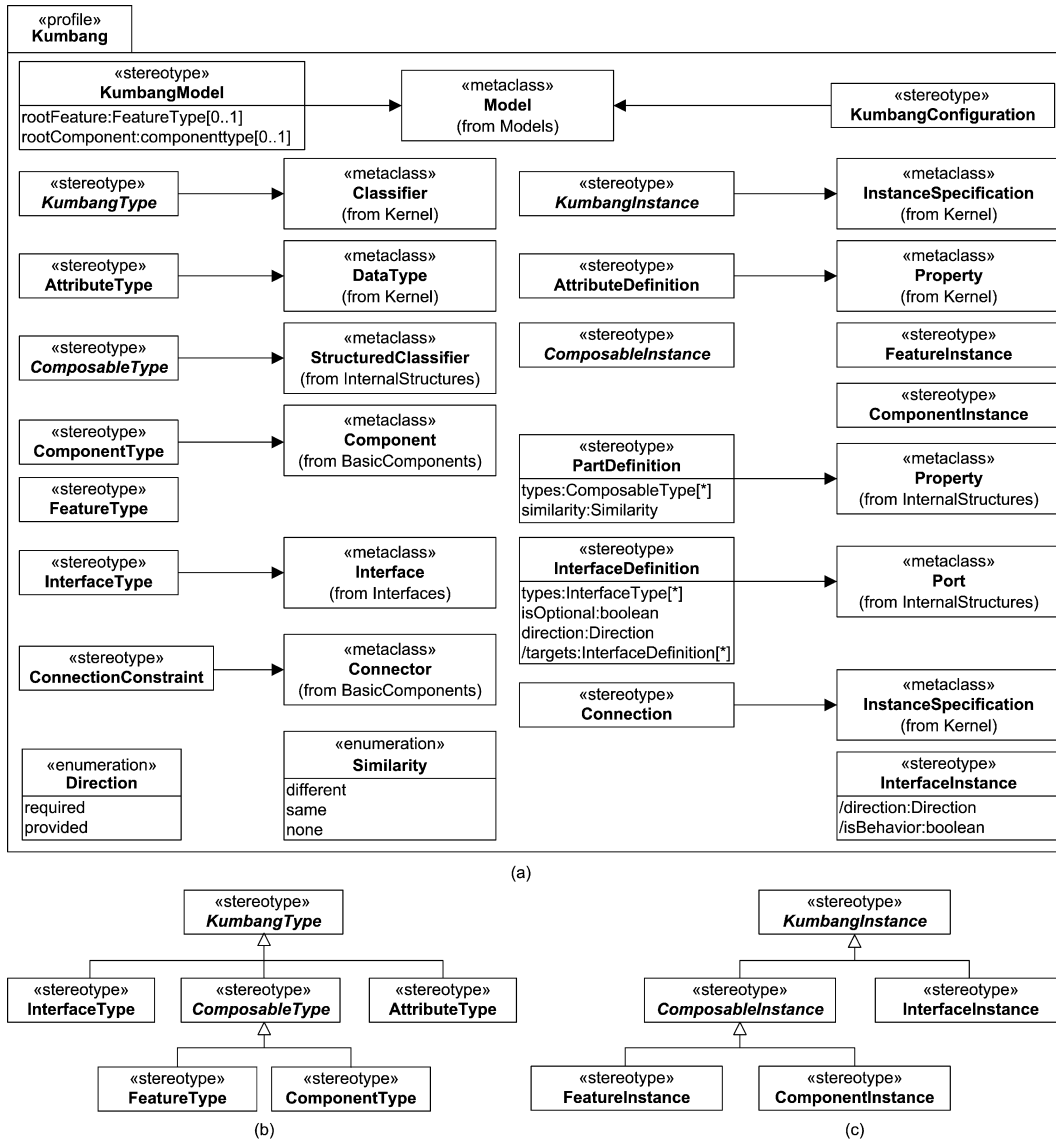 «profile»
Kumbang
«stereotype»
KumbangModel
rootFeature:FeatureType[0..1]
rootComponent:componenttype[0..1]
«metaclass»
Model
(from Models)
«stereotype»
KumbangConfiguration
«stereotype»
KumbangType
«metaclass»
Classifier
(from Kernel)
«stereotype»
KumbangInstance
«metaclass»
InstanceSpecification
(from Kernel)
«stereotype»
AttributeType
«metaclass»
DataType
(from Kernel)
«stereotype»
AttributeDefinition
«metaclass»
Property
(from Kernel)
«stereotype»
ComposableType
«metaclass»
StructuredClassifier
(from InternalStructures)
«stereotype»
ComposableInstance
«stereotype»
FeatureInstance
«stereotype»
ComponentInstance
«stereotype»
ComponentType
«metaclass»
Component
(from BasicComponents)
«stereotype»
PartDefinition
types:ComposableType[*]
similarity:Similarity
«metaclass»
Property
(from InternalStructures)
«stereotype»
FeatureType
«stereotype»
InterfaceType
«metaclass»
Interface
(from Interfaces)
«stereotype»
InterfaceDefinition
types:InterfaceType[*]
isOptional:boolean
direction:Direction
/targets:InterfaceDefinition[*]
«metaclass»
Port
(from InternalStructures)
«stereotype»
ConnectionConstraint
«metaclass»
Connector
(from BasicComponents)
«stereotype»
Connection
«metaclass»
InstanceSpecification
(from Kernel)
«enumeration»
Direction
required
provided
«enumeration»
Similarity
different
same
none
«stereotype»
InterfaceInstance
/direction:Direction
/isBehavior:boolean
(a)
«stereotype»
KumbangType
«stereotype»
InterfaceType
«stereotype»
ComposableType
«stereotype»
AttributeType
«stereotype»
FeatureType
«stereotype»
ComponentType
(b)
«stereotype»
KumbangInstance
«stereotype»
ComposableInstance
«stereotype»
InterfaceInstance
«stereotype»
FeatureInstance
«stereotype»
ComponentInstance
(c)